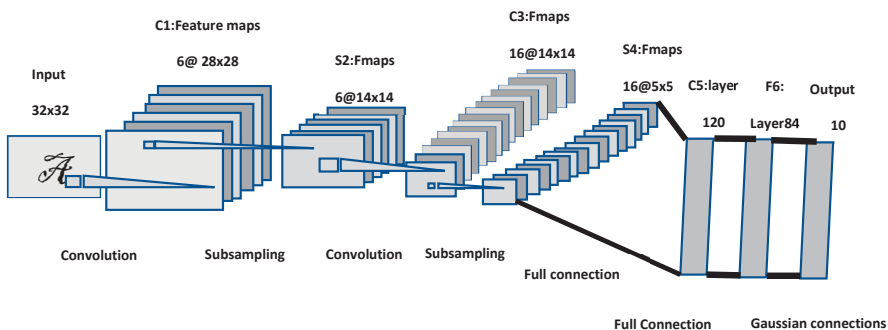 C1:Feature maps
6@ 28x28
Input
32x32
A
S2:Fmaps
6@14x14
C3:Fmaps
16@14x14
S4:Fmaps
16@5x5
C5:layer
120
F6:
Layer84
Output
10
Convolution
Subsampling
Convolution
Subsampling
Full connection
Full Connection
Gaussian connections